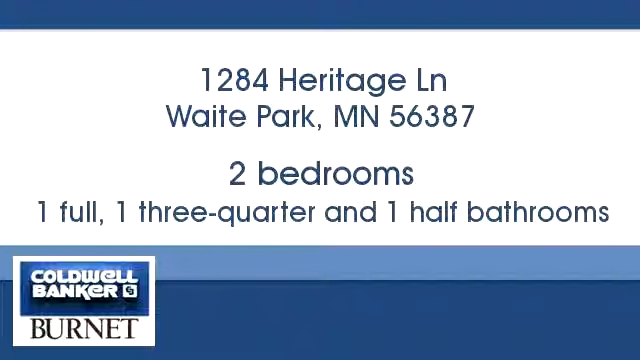 1284 Heritage Ln
Waite Park, MN 56387
2 bedrooms
1 full, 1 three-quarter and 1 half bathrooms
COLDWELL
BANKER CB
BURNET